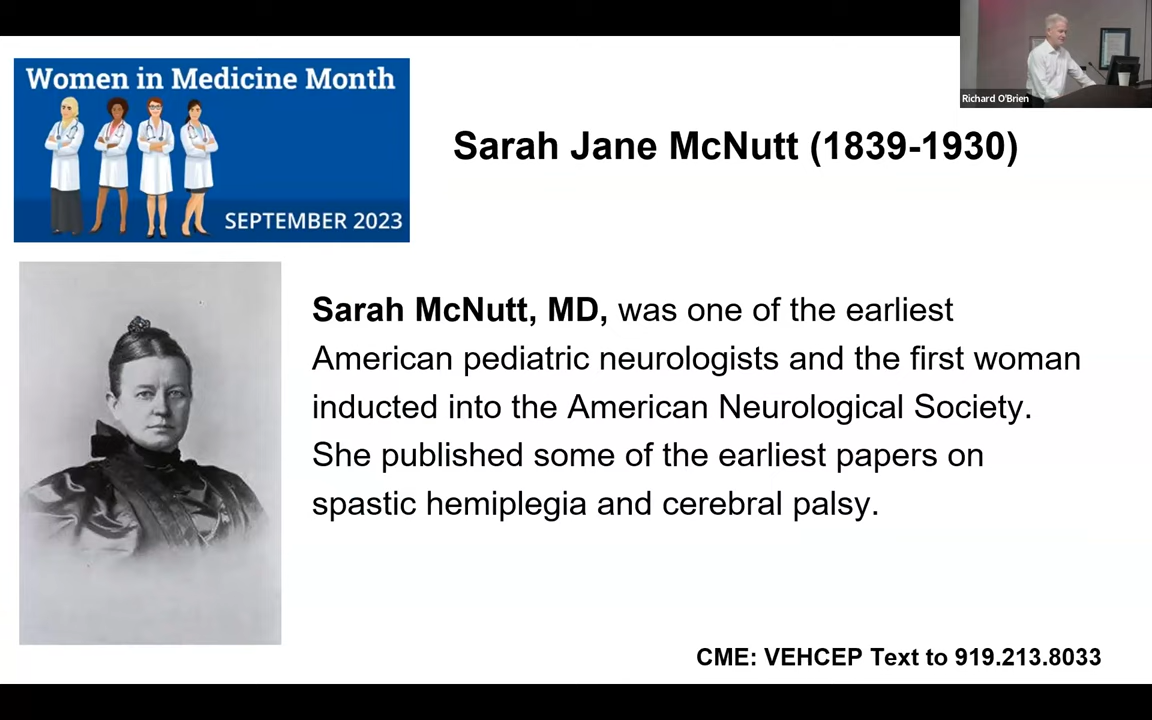 Women in Medicine Month
SEPTEMBER 2023
Richard O'Brien
Sarah Jane McNutt (1839-1930)
Sarah McNutt, MD, was one of the earliest
American pediatric neurologists and the first woman
inducted into the American Neurological Society.
She published some of the earliest papers on
spastic hemiplegia and cerebral palsy.
CME: VEHCEP Text to 919.213.8033